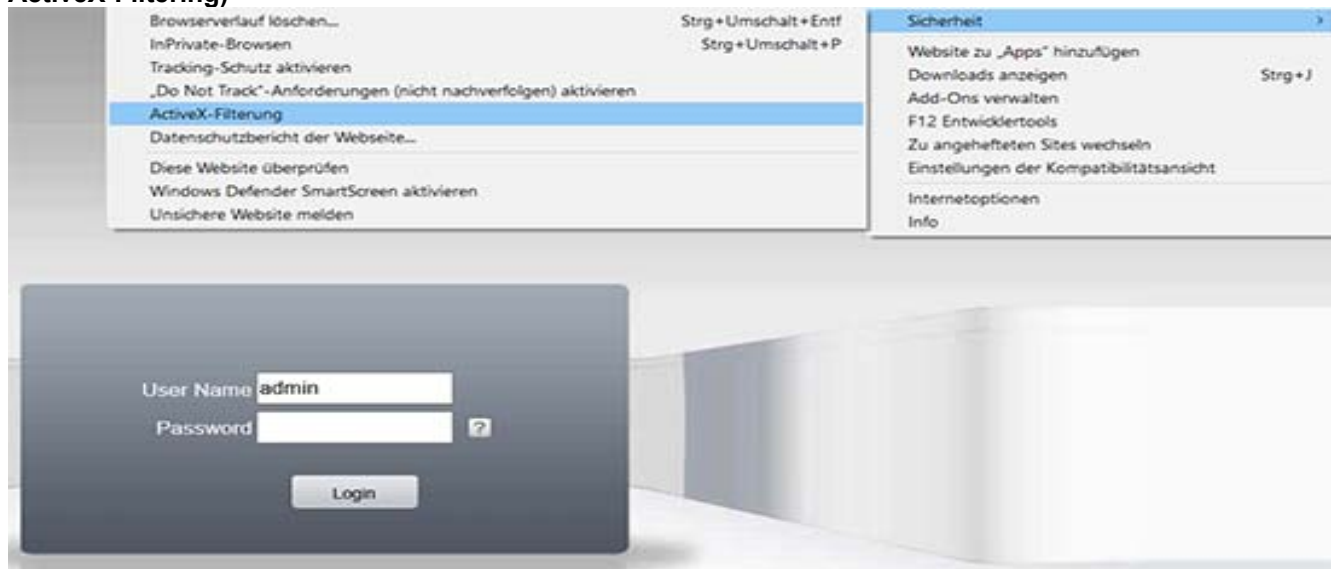 ActiveX-Filtering)
Browserverlauf löschen... Strg+Umschalt+Entf
InPrivate-Browsen Strg+Umschalt+P
Tracking-Schutz aktivieren
„Do Not Track"-Anforderungen (nicht nachverfolgen) aktivieren
ActiveX-Filterung
Datenschutzbericht der Webseite...
Diese Website überprüfen
Windows Defender SmartScreen aktivieren
Unsichere Website melden
Sicherheit
Website zu „Apps" hinzufügen
Downloads anzeigen Strg+J
Add-Ons verwalten
F12 Entwicklertools
Zu angehefteten Sites wechseln
Einstellungen der Kompatibilitätsansicht
Internetoptionen
Info
User Name admin
Password ?
Login